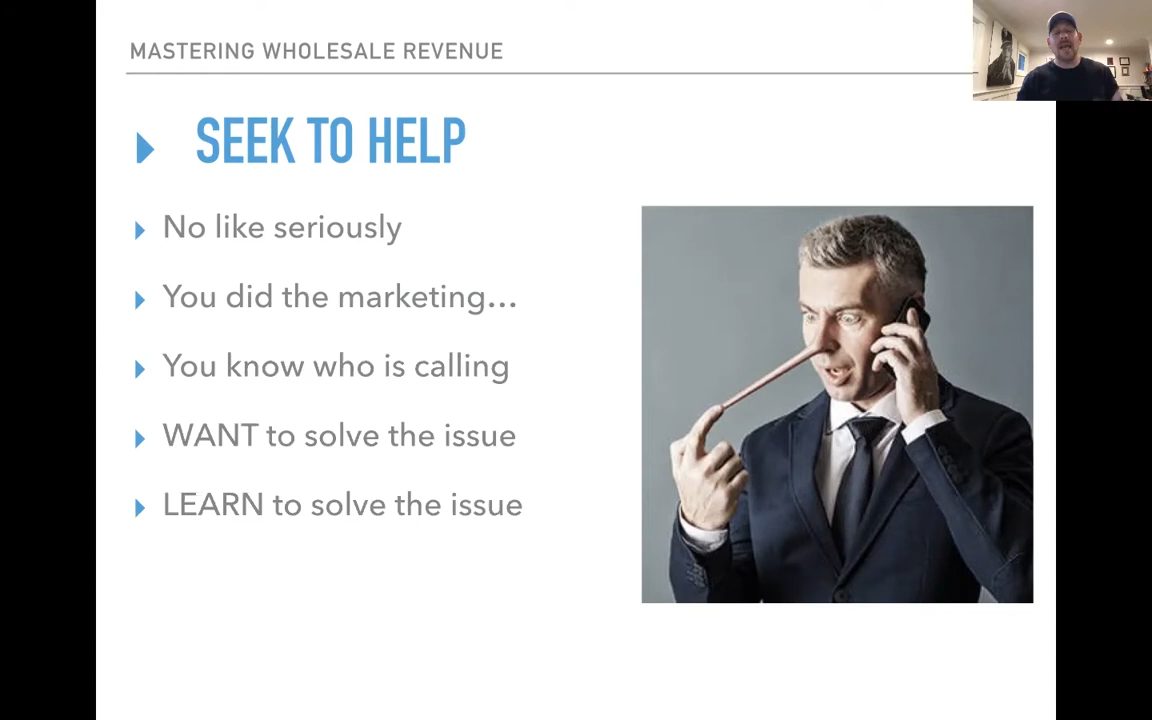 MASTERING WHOLESALE REVENUE
SEEK TO HELP
No like seriously
You did the marketing…
You know who is calling
WANT to solve the issue
LEARN to solve the issue